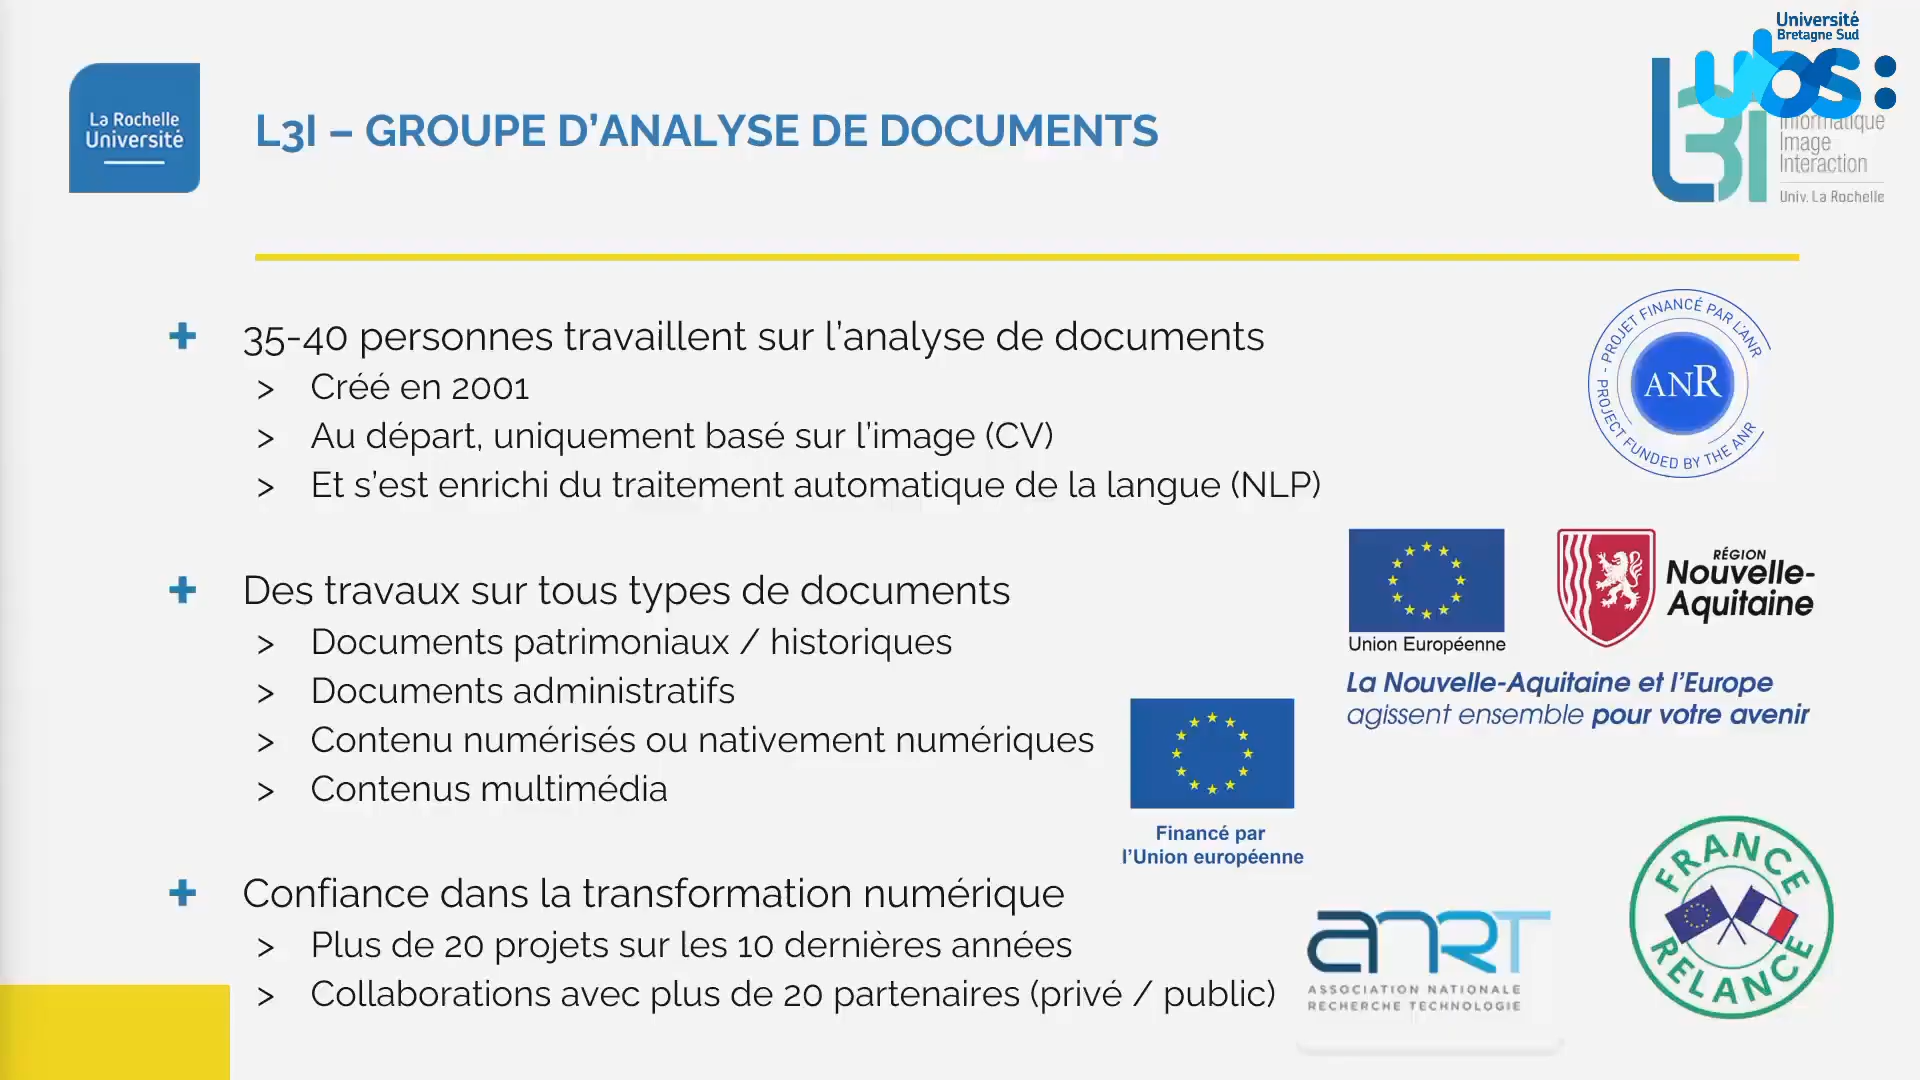 Université
Bretagne Sud
ubs:
La Rochelle
Université
L3I – GROUPE D’ANALYSE DE DOCUMENTS
L3I
Informatique
Image
Interaction
Univ. La Rochelle
+ 35-40 personnes travaillent sur l’analyse de documents
> Créé en 2001
> Au départ, uniquement basé sur l’image (CV)
> Et s’est enrichi du traitement automatique de la langue (NLP)
PROJET FINANCÉ PAR L'ANR -
ANR
PROJECT FUNDED BY THE ANR
+ Des travaux sur tous types de documents
> Documents patrimoniaux / historiques
> Documents administratifs
> Contenu numérisés ou nativement numériques
> Contenus multimédia
Union Européenne
RÉGION
Nouvelle-
Aquitaine
La Nouvelle-Aquitaine et l’Europe
agissent ensemble pour votre avenir
Financé par
l’Union européenne
+ Confiance dans la transformation numérique
> Plus de 20 projets sur les 10 dernières années
> Collaborations avec plus de 20 partenaires (privé / public)
ANRT
ASSOCIATION NATIONALE
RECHERCHE TECHNOLOGIE
FRANCE
RELANCE